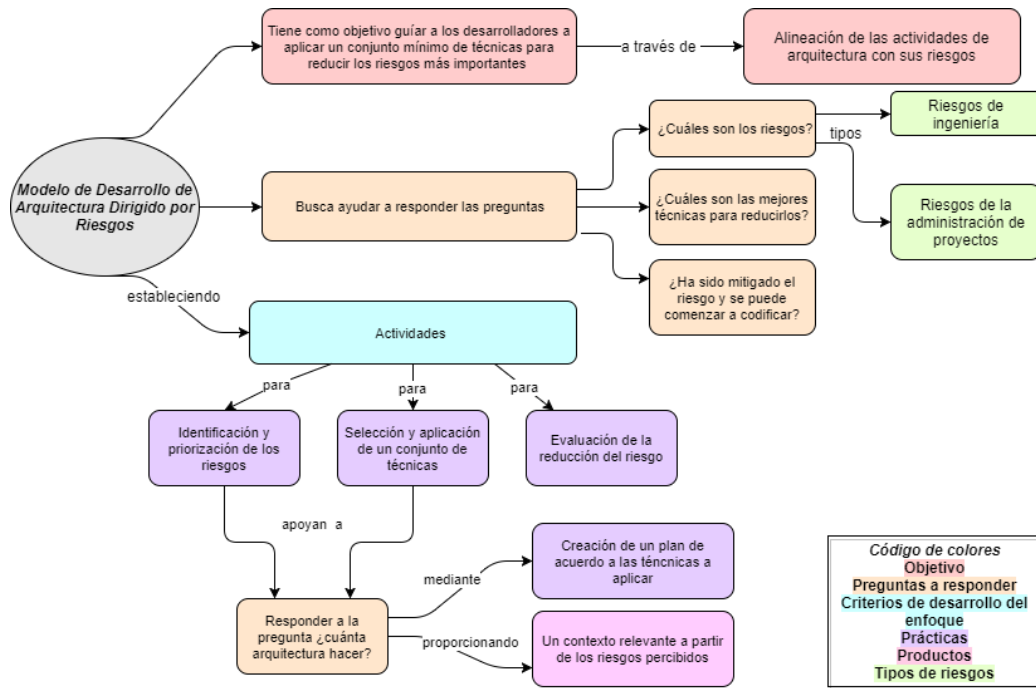 Tiene como objetivo guíar a los desarrolladores a
aplicar un conjunto mínimo de técnicas para
reducir los riesgos más importantes
a través de
Alineación de las actividades de
arquitectura con sus riesgos
Modelo de Desarrollo de
Arquitectura Dirigido por
Riesgos
Busca ayudar a responder las preguntas
¿Cuáles son los riesgos?
tipos
Riesgos de
ingeniería
¿Cuáles son las mejores
técnicas para reducirlos?
Riesgos de la
administración de
proyectos
¿Ha sido mitigado el
riesgo y se puede
comenzar a codificar?
estableciendo
Actividades
para
para
para
Identificación y
priorización de los
riesgos
Selección y aplicación
de un conjunto de
técnicas
Evaluación de la
reducción del riesgo
apoyan a
Responder a la
pregunta ¿cuánta
arquitectura hacer?
mediante
Creación de un plan de
acuerdo a las téncnicas a
aplicar
proporcionando
Un contexto relevante a partir
de los riesgos percibidos
Código de colores
Objetivo
Preguntas a responder
Criterios de desarrollo del
enfoque
Prácticas
Productos
Tipos de riesgos